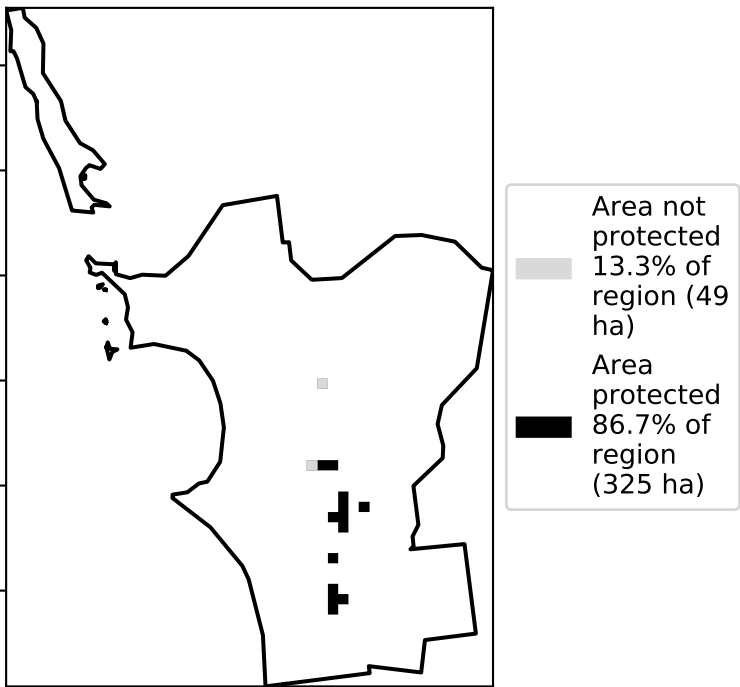 Area not
protected
13.3% of
region (49
ha)
Area
protected
86.7% of
region
(325 ha)